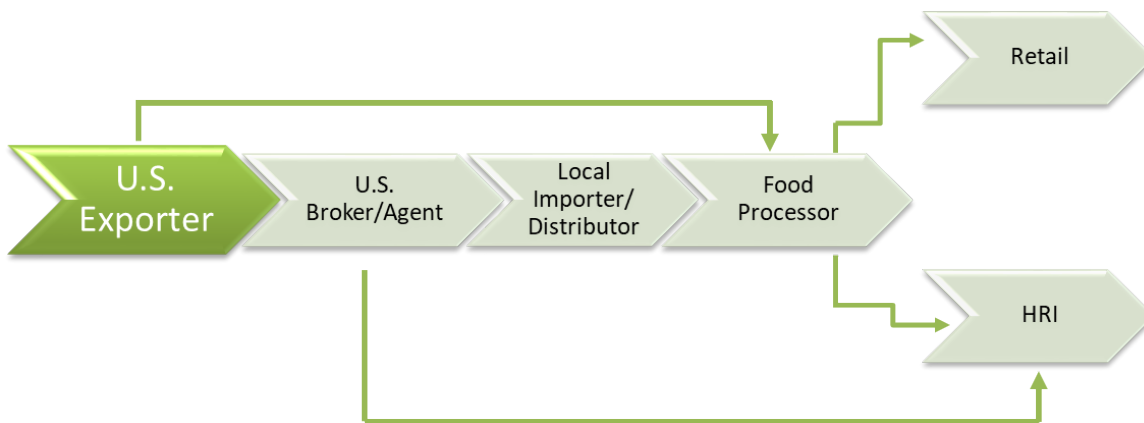 Retail
U.S.
Exporter
U.S.
Broker/Agent
Local
Importer/
Distributor
Food
Processor
HRI